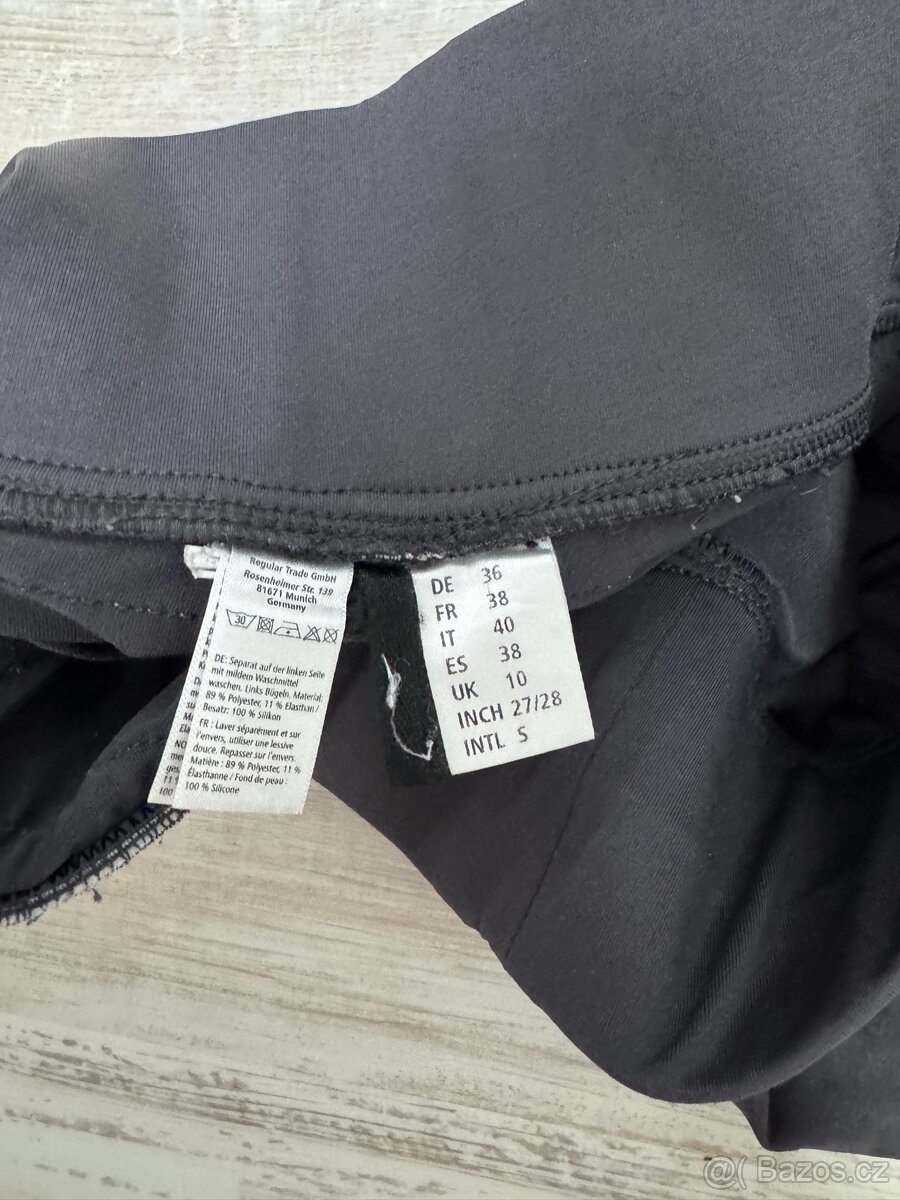 Regular Trade GmbH
Rosenheimer Str. 139
81671 Munich
Germany
30
DE: Separat auf der linken Seite
mit mildem Waschmittel
waschen. Links Bügeln. Material:
89 % Polyester, 11 % Elasthan /
Besatz: 100 % Silikon
FR : Laver séparément et sur
l'envers, utiliser une lessive
douce. Repasser sur l'envers.
Matière : 89 % Polyester, 11 %
Élasthanne / Fond de peau :
100 % Silicone
DE 36
FR 38
IT 40
ES 38
UK 10
INCH 27/28
INTL S
@( Bazos.cz